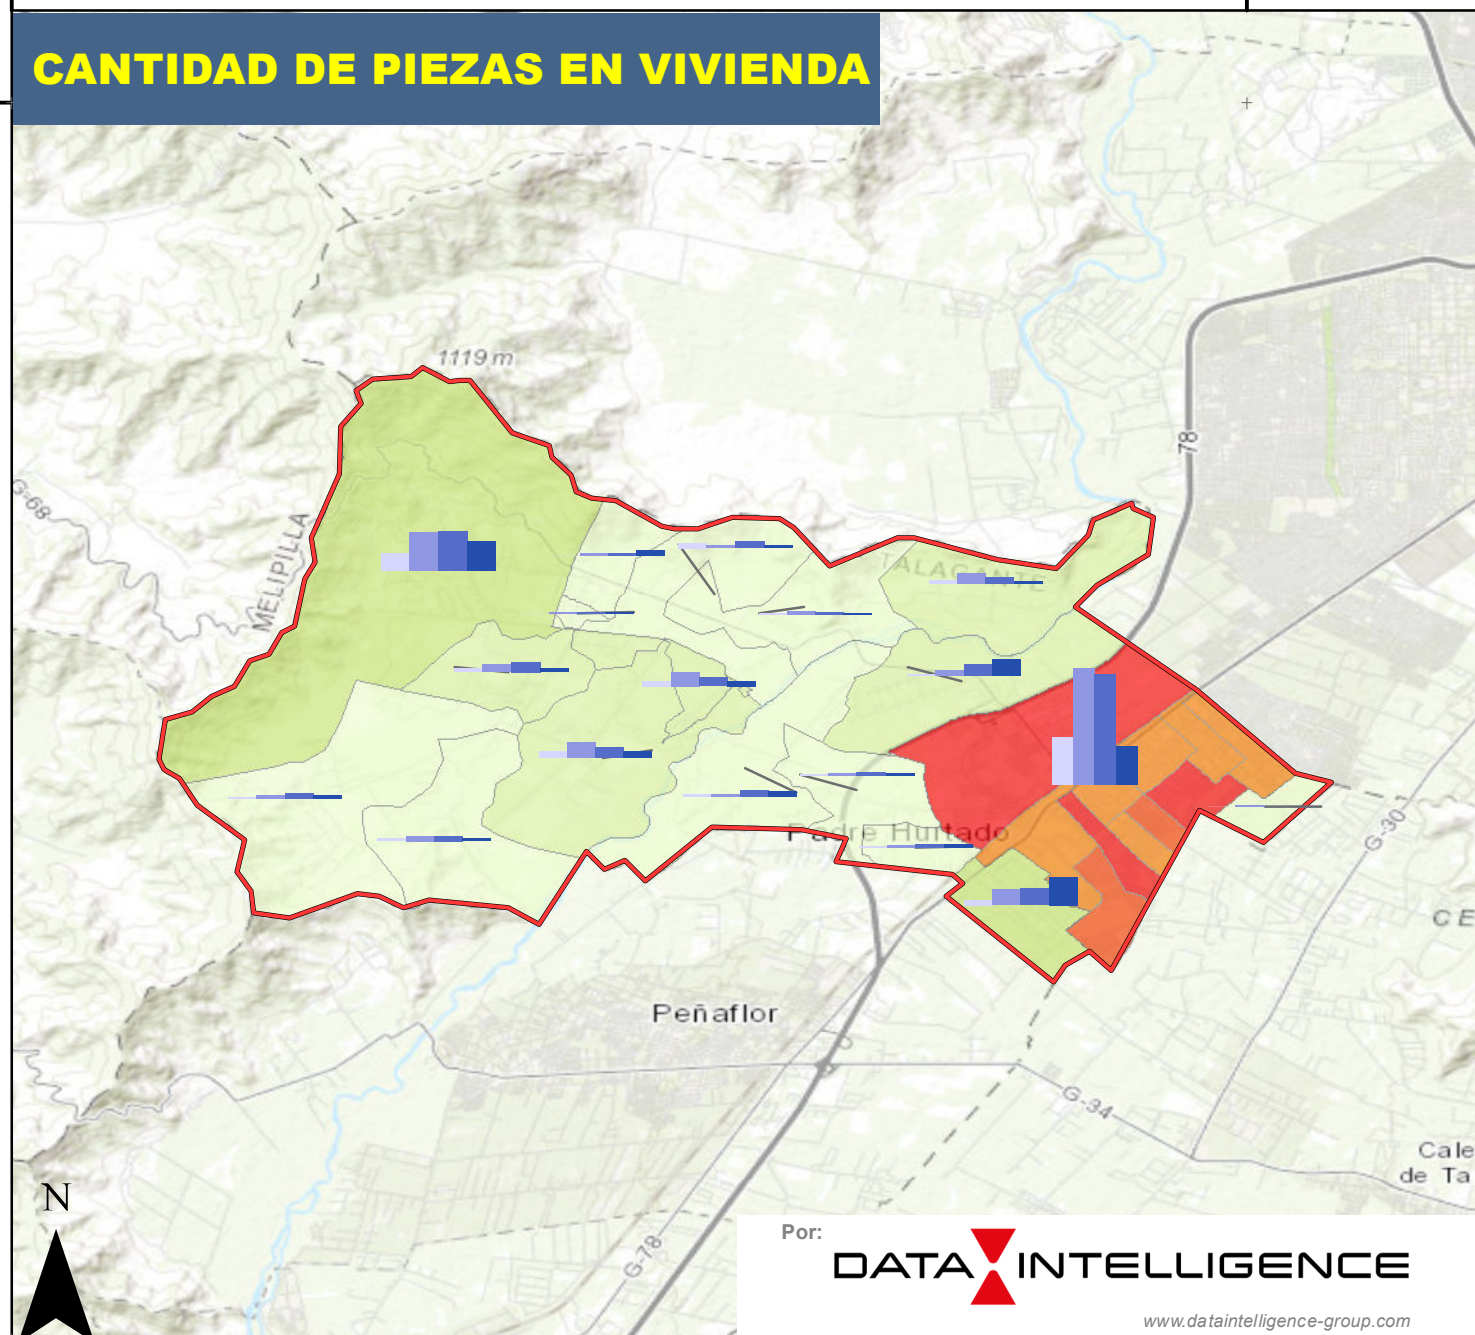 CANTIDAD DE PIEZAS EN VIVIENDA
1119 m
78
G-68
MELIPILLA
TALAGANTE
Padre Hurtado
G-30
CE
Peñaflor
G-34
Cale
de Ta
N
G-78
Por:
DATA INTELLIGENCE
www.dataintelligence-group.com